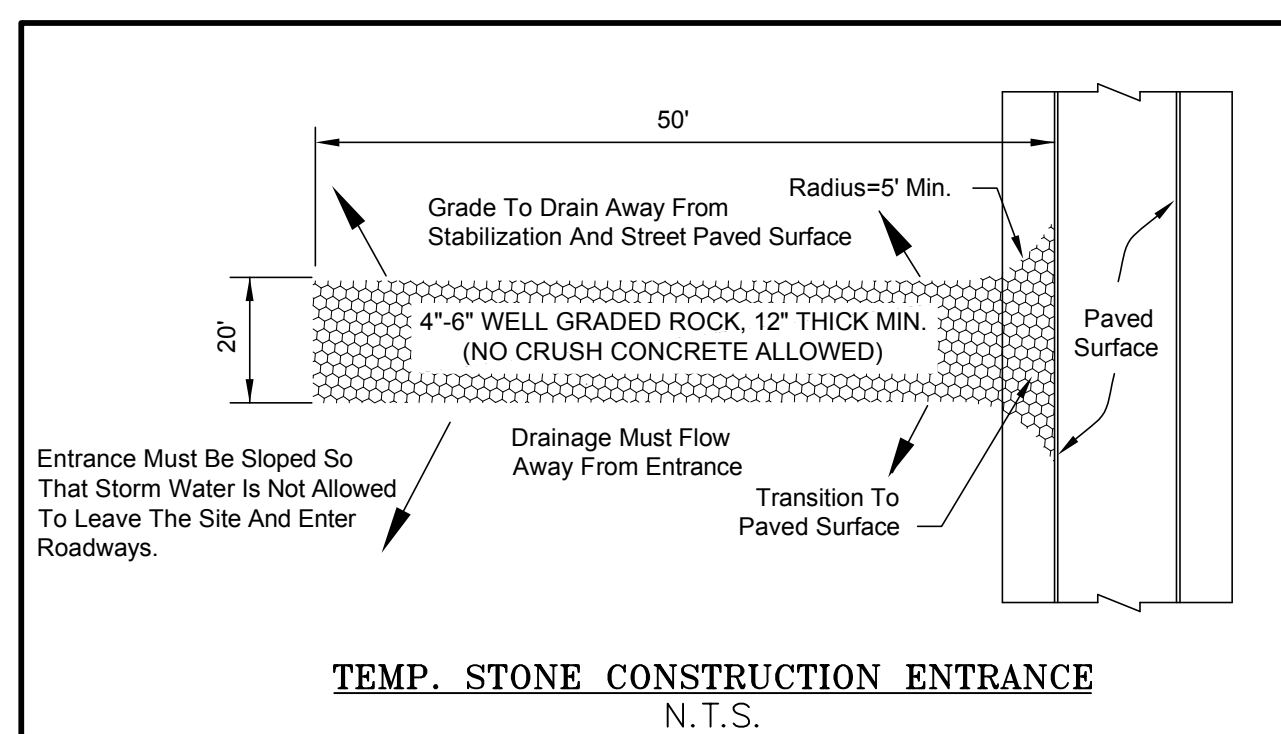 50'
Radius=5' Min.
Grade To Drain Away From
Stabilization And Street Paved Surface
20'
4"-6" WELL GRADED ROCK, 12" THICK MIN.
(NO CRUSH CONCRETE ALLOWED)
Paved
Surface
Entrance Must Be Sloped So
That Storm Water Is Not Allowed
To Leave The Site And Enter
Roadways.
Drainage Must Flow
Away From Entrance
Transition To
Paved Surface
TEMP. STONE CONSTRUCTION ENTRANCE
N.T.S.